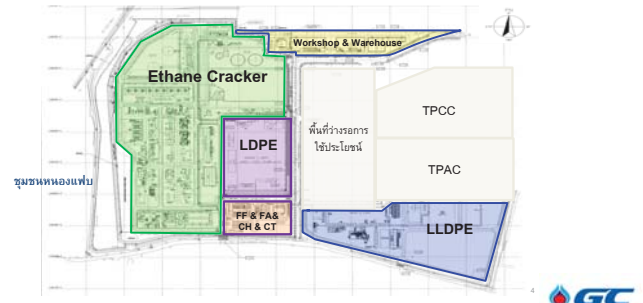 Workshop & Warehouse
Ethane Cracker
TPCC
พื้นที่ว่างรอการ
ใช้ประโยชน์
LDPE
TPAC
ชุมชนหนองแฟบ
FF & FA&
CH & CT
LLDPE
4
GC